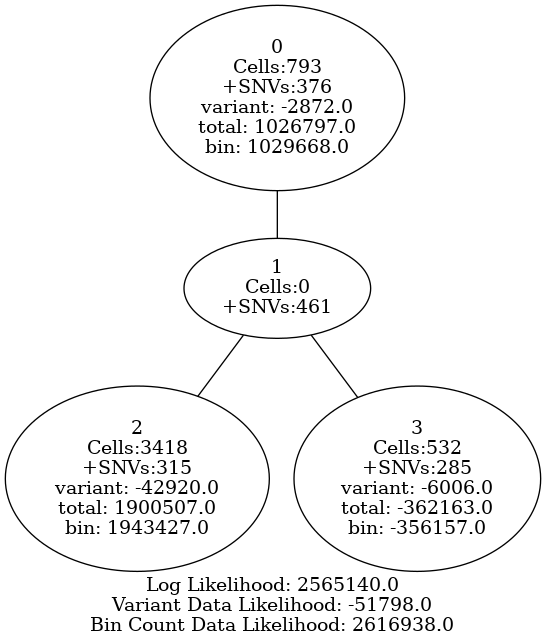 0
Cells:793
+SNVs:376
variant: -2872.0
total: 1026797.0
bin: 1029668.0
1
Cells:0
+SNVs:461
2
Cells:3418
+SNVs:315
variant: -42920.0
total: 1900507.0
bin: 1943427.0
3
Cells:532
+SNVs:285
variant: -6006.0
total: -362163.0
bin: -356157.0
Log Likelihood: 2565140.0
Variant Data Likelihood: -51798.0
Bin Count Data Likelihood: 2616938.0